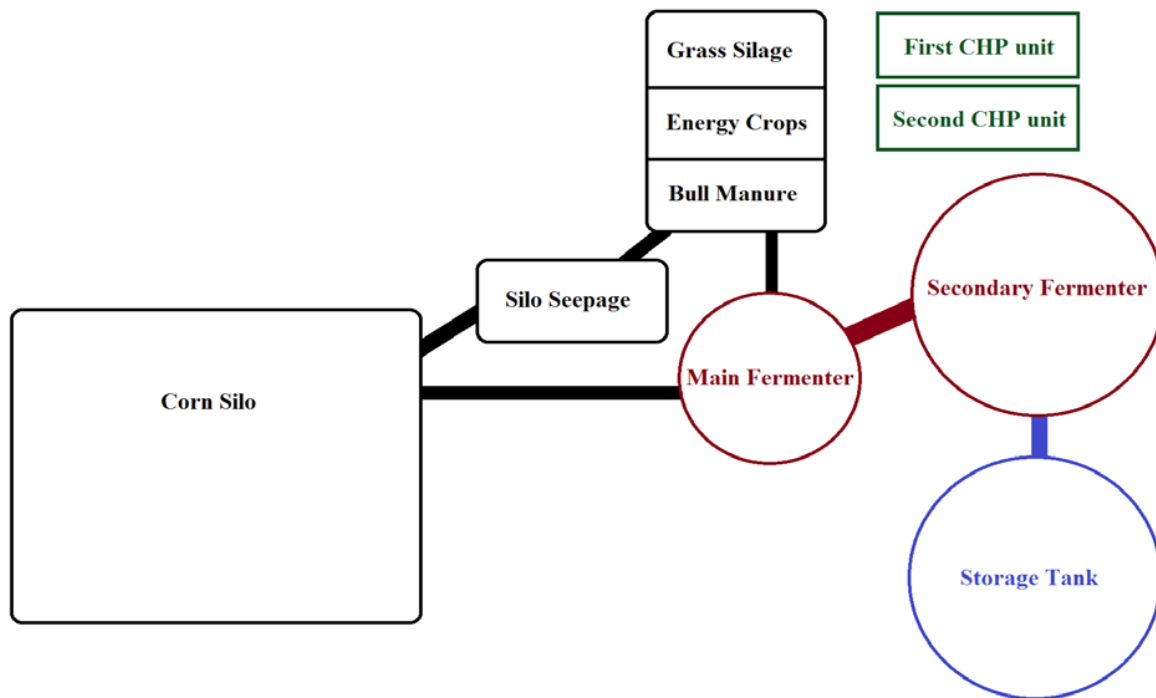 Grass Silage
First CHP unit
Energy Crops
Second CHP unit
Bull Manure
Silo Seepage
Secondary Fermenter
Main Fermenter
Corn Silo
Storage Tank